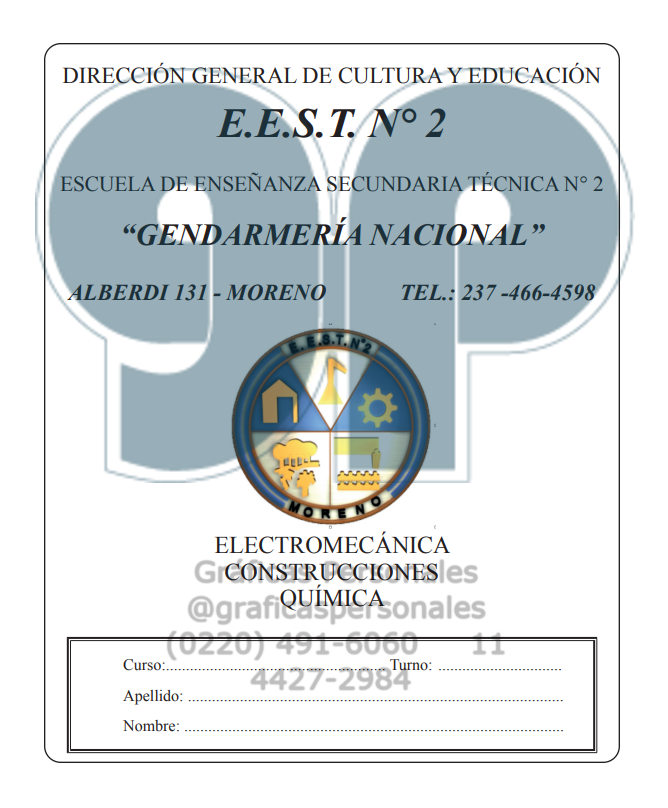 DIRECCIÓN GENERAL DE CULTURA Y EDUCACIÓN
E.E.S.T. N° 2
ESCUELA DE ENSEÑANZA SECUNDARIA TÉCNICA N° 2
“GENDARMERÍA NACIONAL”
ALBERDI 131 - MORENO TEL.: 237 -466-4598
gp
E. E.S.T. N°2
MORENO
ELECTROMECÁNICA
Gráficas Personales
CONSTRUCCIONES
QUÍMICA
@graficaspersonales
(0220) 491-6060 11
4427-2984
Curso:.......................................................... Turno: ................................
Apellido: ................................................................................................
Nombre: .................................................................................................